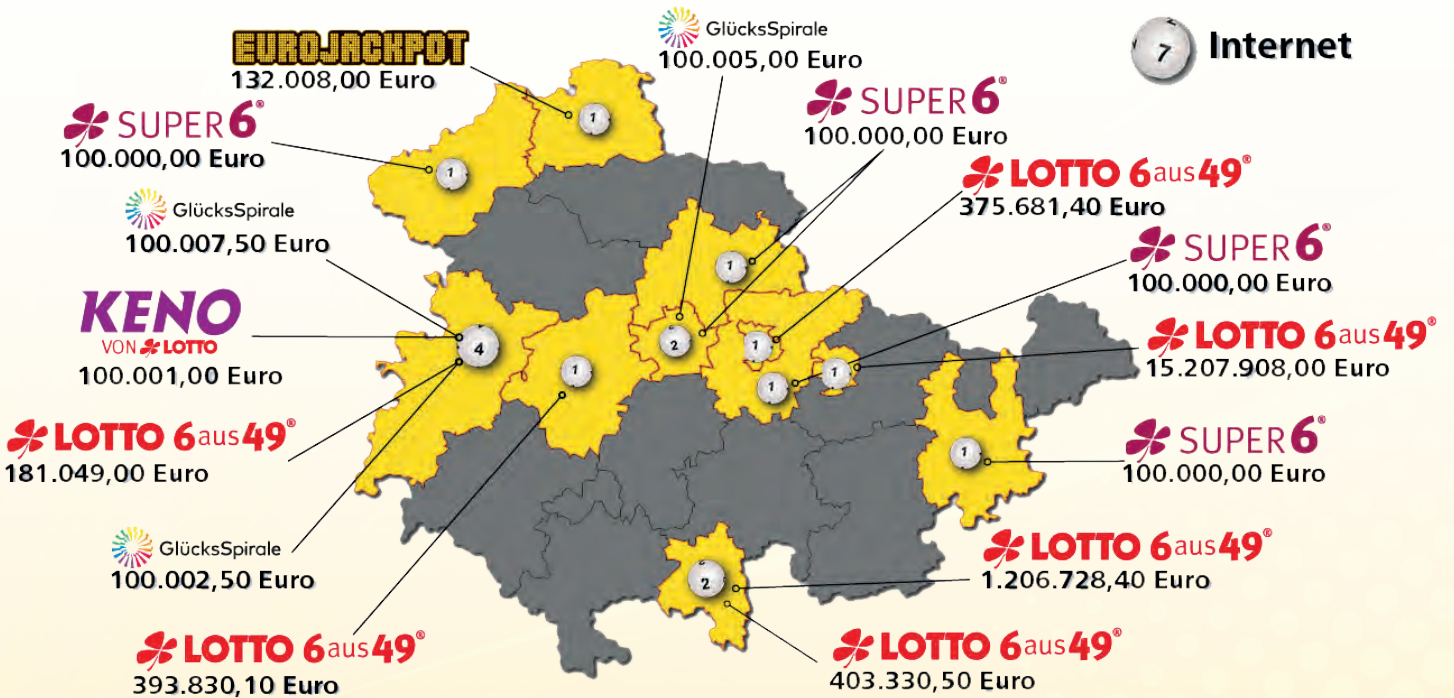 EUROJACKPOT
132.008,00 Euro
GlücksSpirale
100.005,00 Euro
7
Internet
SUPER 6®
100.000,00 Euro
SUPER 6®
100.000,00 Euro
LOTTO 6aus49®
375.681,40 Euro
GlücksSpirale
100.007,50 Euro
SUPER 6®
100.000,00 Euro
KENO
VON LOTTO
100.001,00 Euro
LOTTO 6aus49®
15.207.908,00 Euro
LOTTO 6aus49®
181.049,00 Euro
SUPER 6®
100.000,00 Euro
GlücksSpirale
100.002,50 Euro
LOTTO 6aus49®
1.206.728,40 Euro
LOTTO 6aus49®
393.830,10 Euro
LOTTO 6aus49®
403.330,50 Euro
1
1
1
4
1
2
1
1
1
1
2